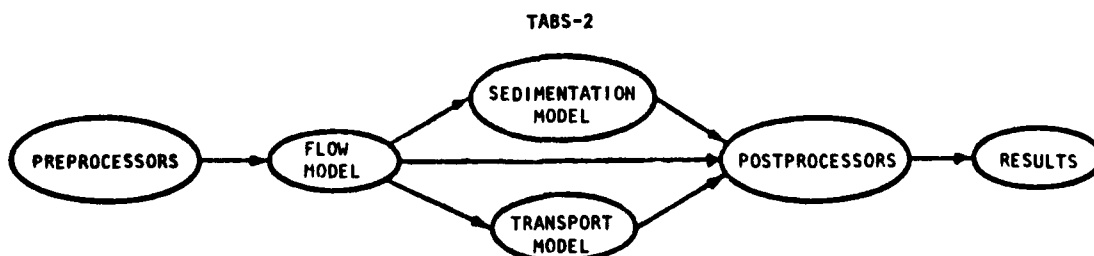 TABS-2
PREPROCESSORS
FLOW
MODEL
SEDIMENTATION
MODEL
TRANSPORT
MODEL
POSTPROCESSORS
RESULTS